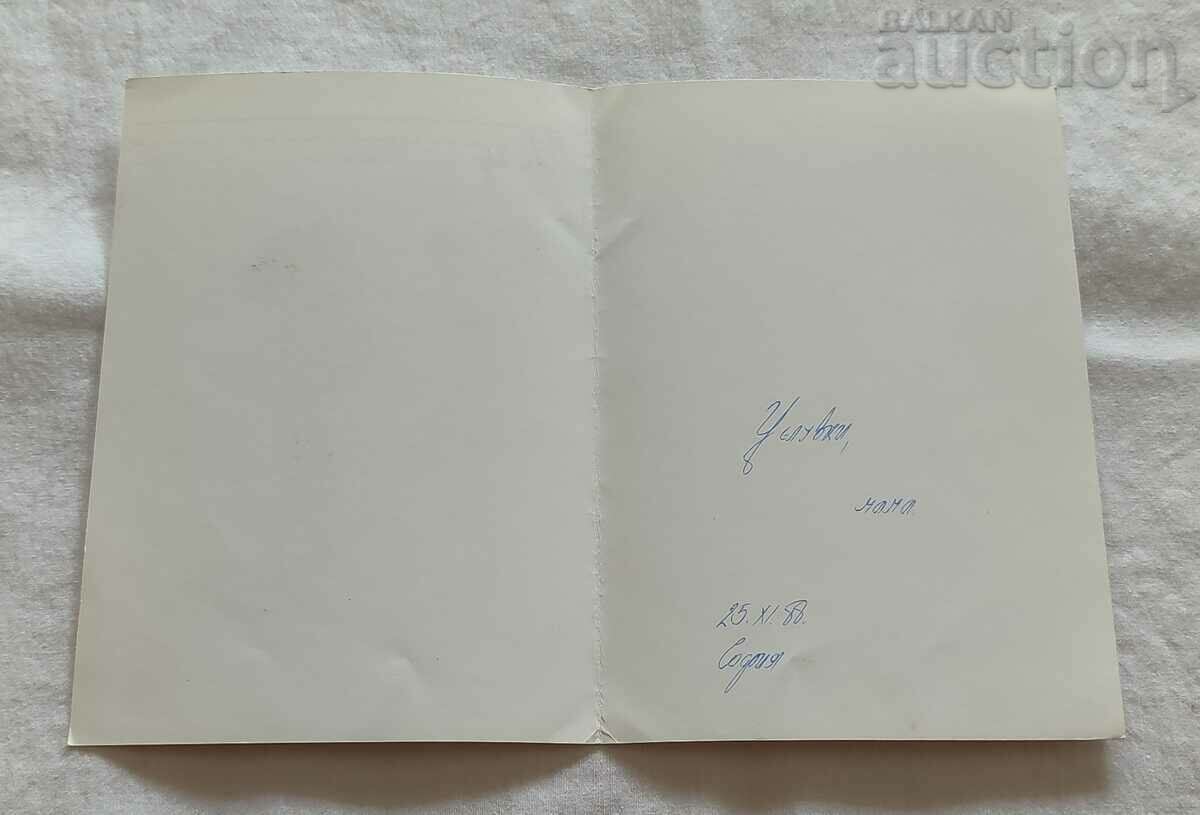 BALKAN
auction
Целувки,
мама.
25. XI. 88.
София